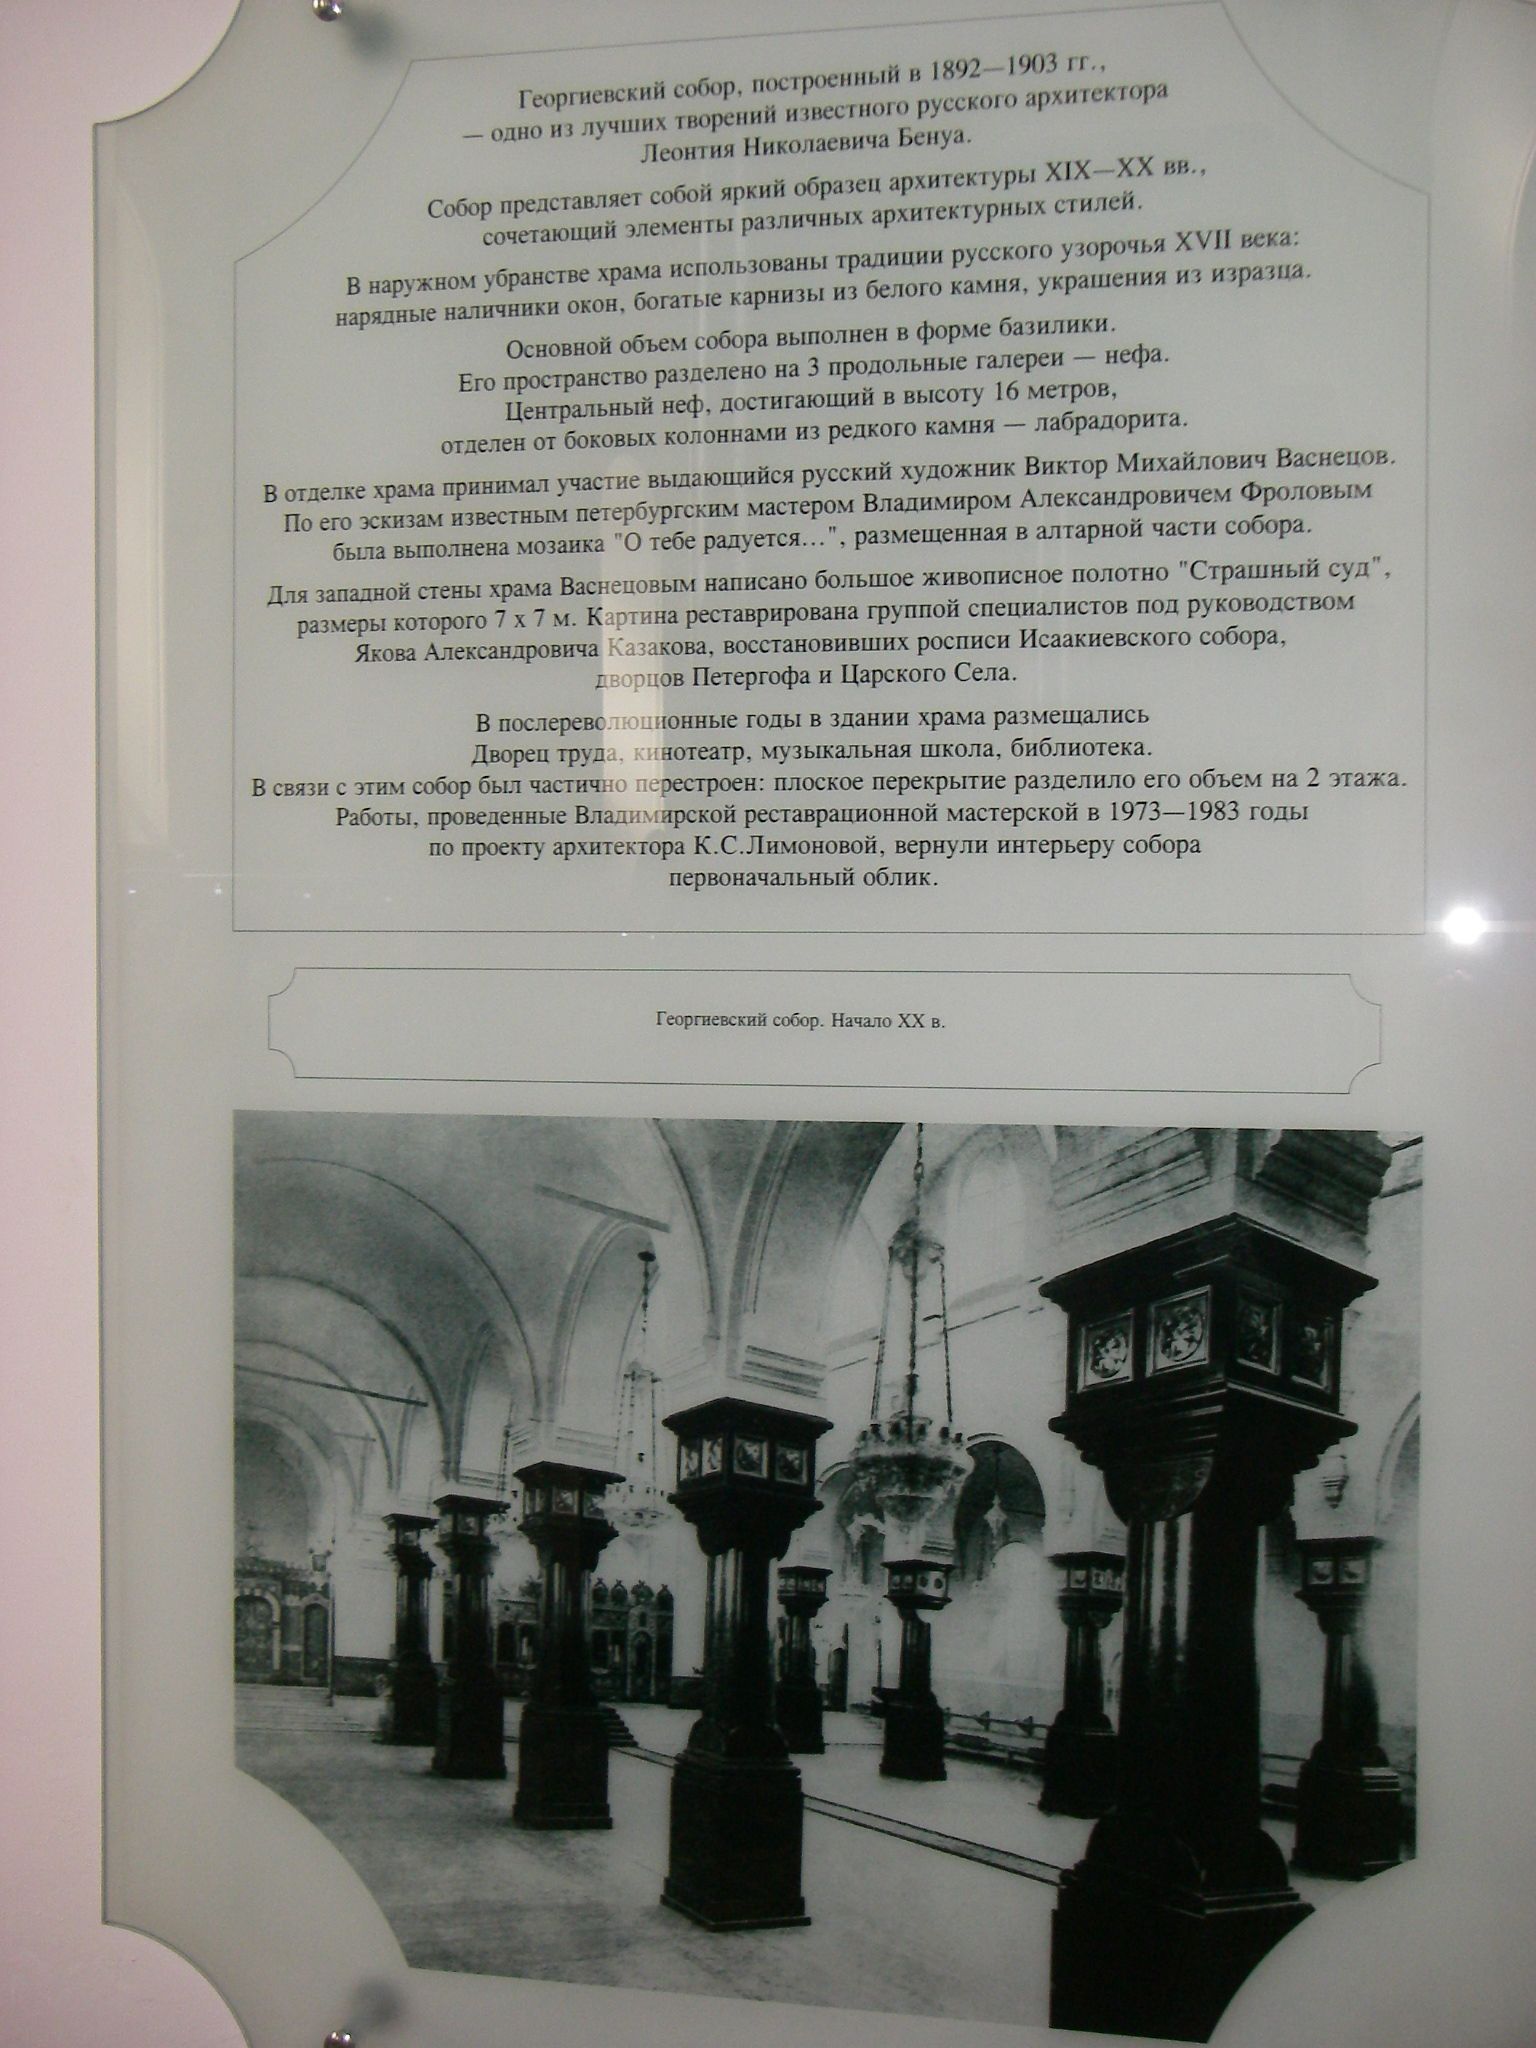 Георгиевский собор, построенный в 1892—1903 гг.,
— одно из лучших творений известного русского архитектора
Леонтия Николаевича Бенуа.
Собор представляет собой яркий образец архитектуры XIX—XX вв.,
сочетающий элементы различных архитектурных стилей.
В наружном убранстве храма использованы традиции русского узорочья XVII века:
нарядные наличники окон, богатые карнизы из белого камня, украшения из изразца.
Основной объем собора выполнен в форме базилики.
Его пространство разделено на 3 продольные галереи — нефа.
Центральный неф, достигающий в высоту 16 метров,
отделен от боковых колоннами из редкого камня — лабрадорита.
В отделке храма принимал участие выдающийся русский художник Виктор Михайлович Васнецов.
По его эскизам известным петербургским мастером Владимиром Александровичем Фроловым
была выполнена мозаика "О тебе радуется...", размещенная в алтарной части собора.
Для западной стены храма Васнецовым написано большое живописное полотно "Страшный суд",
размеры которого 7 х 7 м. Картина реставрирована группой специалистов под руководством
Якова Александровича Казакова, восстановивших росписи Исаакиевского собора,
дворцов Петергофа и Царского Села.
В послереволюционные годы в здании храма размещались
Дворец труда, кинотеатр, музыкальная школа, библиотека.
В связи с этим собор был частично перестроен: плоское перекрытие разделило его объем на 2 этажа.
Работы, проведенные Владимирской реставрационной мастерской в 1973—1983 годы
по проекту архитектора К.С.Лимоновой, вернули интерьеру собора
первоначальный облик.
Георгиевский собор. Начало XX в.